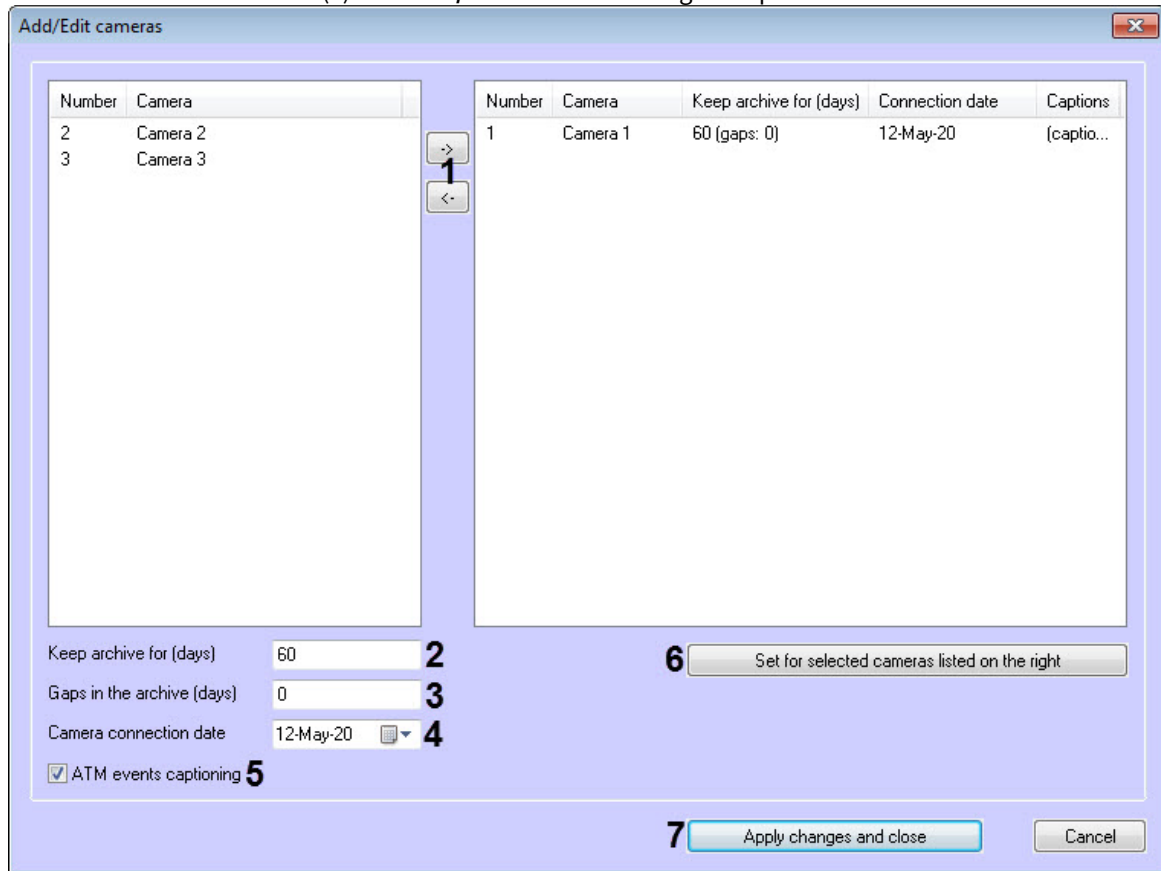 Add/Edit cameras
Number Camera
2 Camera 2
3 Camera 3
->
1
<-
Number Camera Keep archive for (days) Connection date Captions
1 Camera 1 60 (gaps: 0) 12-May-20 (captio...
Keep archive for (days) 60 2
6 Set for selected cameras listed on the right
Gaps in the archive (days) 0 3
Camera connection date 12-May-20 4
ATM events captioning 5
7 Apply changes and close Cancel